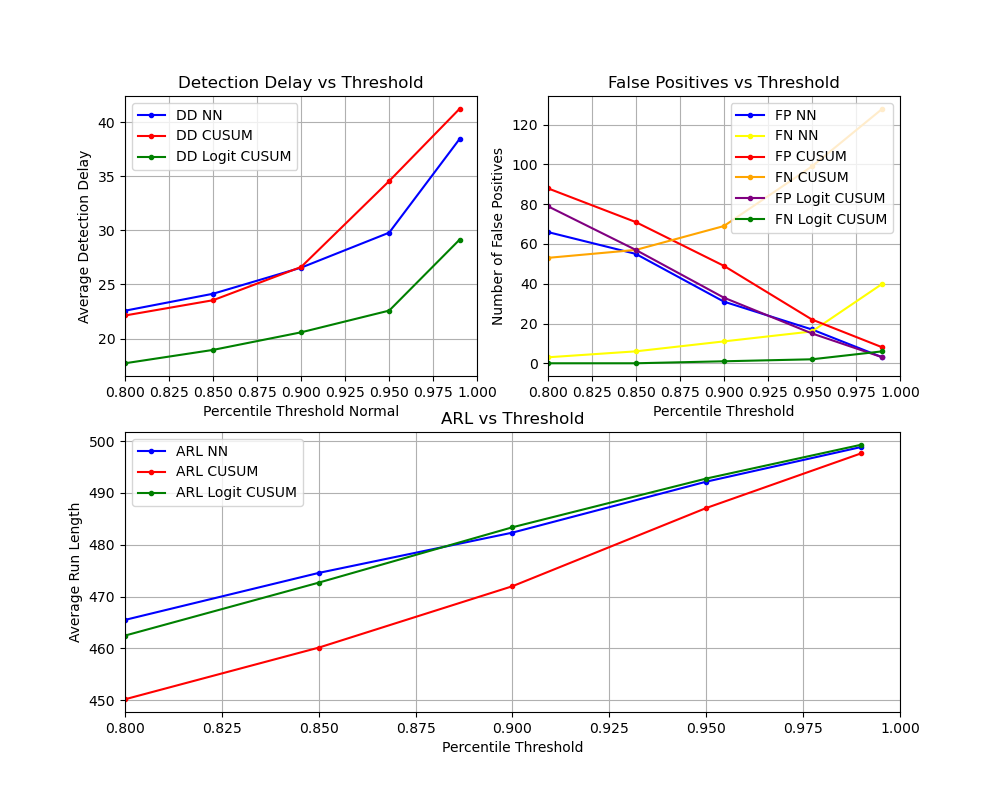 Detection Delay vs Threshold
DD NN
DD CUSUM
DD Logit CUSUM
Average Detection Delay
40
35
30
25
20
0.800 0.825 0.850 0.875 0.900 0.925 0.950 0.975 1.000
Percentile Threshold Normal
False Positives vs Threshold
FP NN
FN NN
FP CUSUM
FN CUSUM
FP Logit CUSUM
FN Logit CUSUM
Number of False Positives
120
100
80
60
40
20
0
0.800 0.825 0.850 0.875 0.900 0.925 0.950 0.975 1.000
Percentile Threshold
ARL vs Threshold
ARL NN
ARL CUSUM
ARL Logit CUSUM
Average Run Length
500
490
480
470
460
450
0.800 0.825 0.850 0.875 0.900 0.925 0.950 0.975 1.000
Percentile Threshold